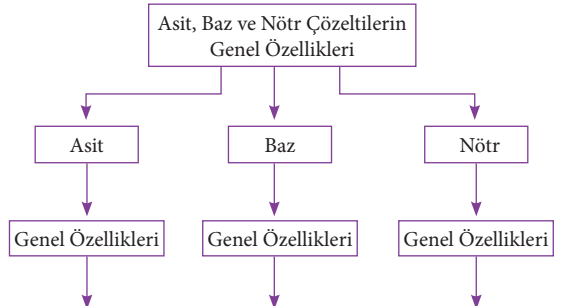 Asit, Baz ve Nötr Çözeltilerin
Genel Özellikleri
Asit
Baz
Nötr
Genel Özellikleri
Genel Özellikleri
Genel Özellikleri